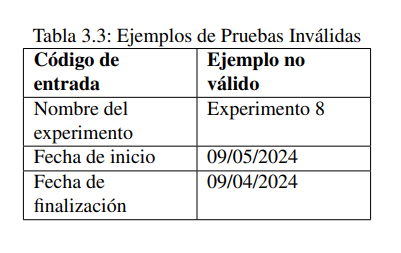 Tabla 3.3: Ejemplos de Pruebas Inválidas
Código de entrada
Ejemplo no válido
Nombre del experimento
Experimento 8
Fecha de inicio
09/05/2024
Fecha de finalización
09/04/2024